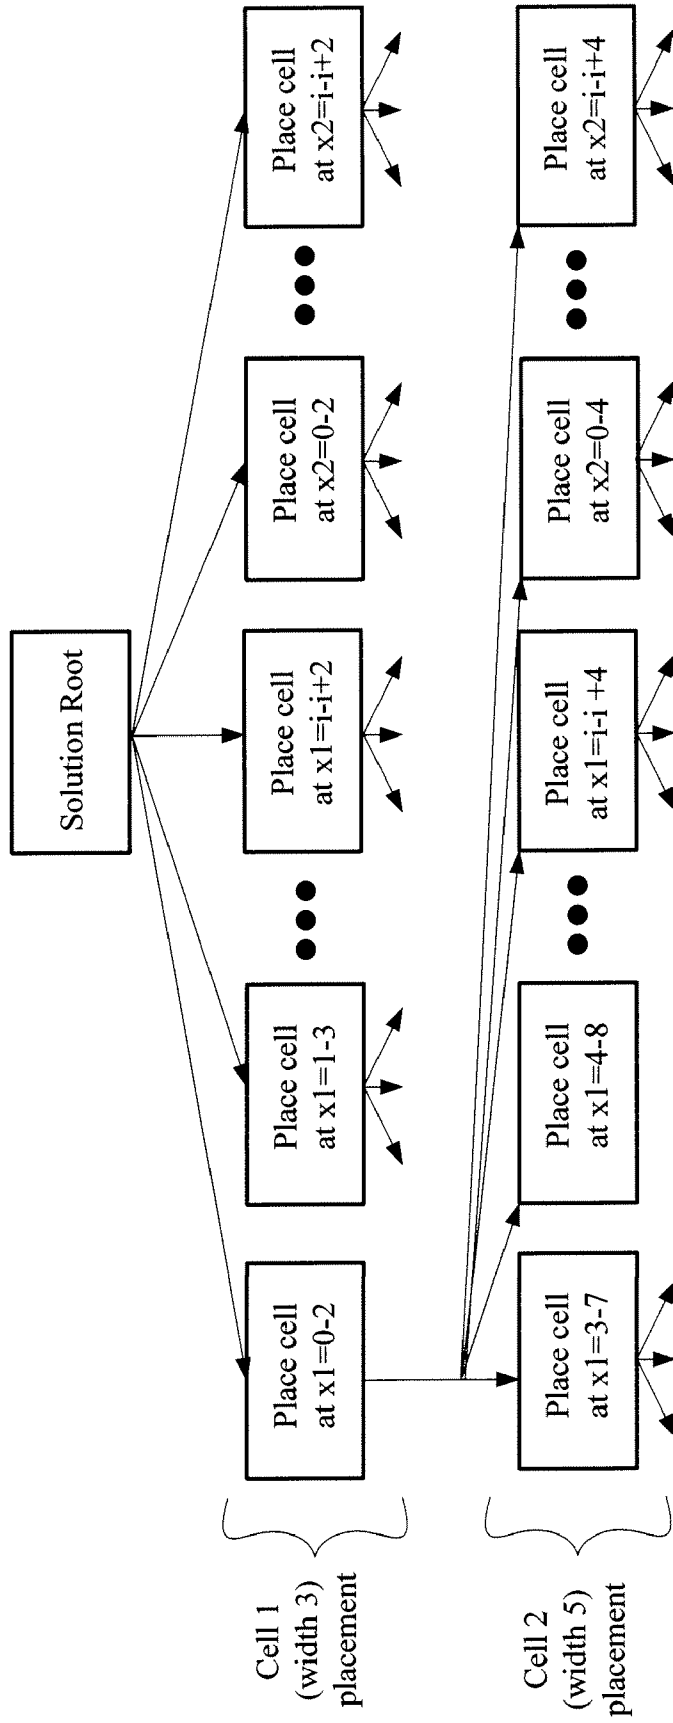 Solution Root
Cell 1
(width 3)
placement
Place cell
at x1=0-2
Place cell
at x1=1-3
Place cell
at x1=i-i+2
Place cell
at x2=0-2
Place cell
at x2=i-i+2
Cell 2
(width 5)
placement
Place cell
at x1=3-7
Place cell
at x1=4-8
Place cell
at x1=i-i +4
Place cell
at x2=0-4
Place cell
at x2=i-i+4